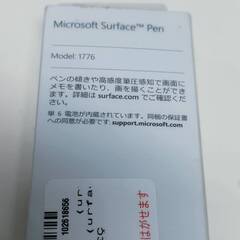 Microsoft Surface™ Pen
Model: 1776
ペンの傾きや高感度筆圧感知で画面に
メモを書いたり、画を描くことができ
ます。詳細は surface.com でご確認ください。
単 6 電池が内蔵されています。同梱の保証書
への同意が必要です: support.microsoft.com
102618656